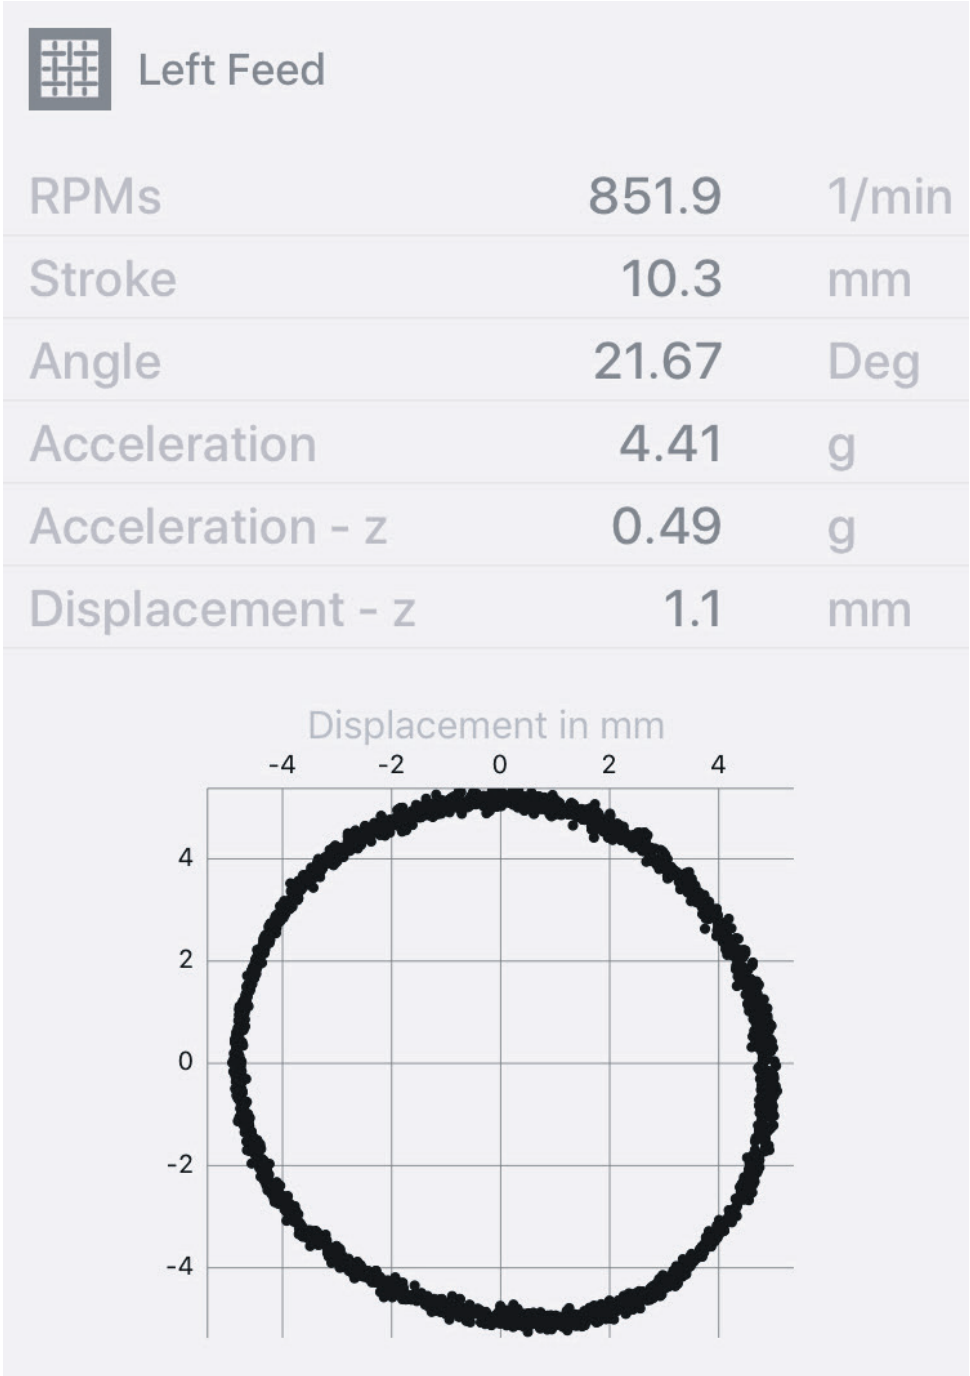 Left Feed
RPMs 851.9 1/min
Stroke 10.3 mm
Angle 21.67 Deg
Acceleration 4.41 g
Acceleration - z 0.49 g
Displacement - z 1.1 mm
Displacement in mm
-4 -2 0 2 4
4
2
0
-2
-4